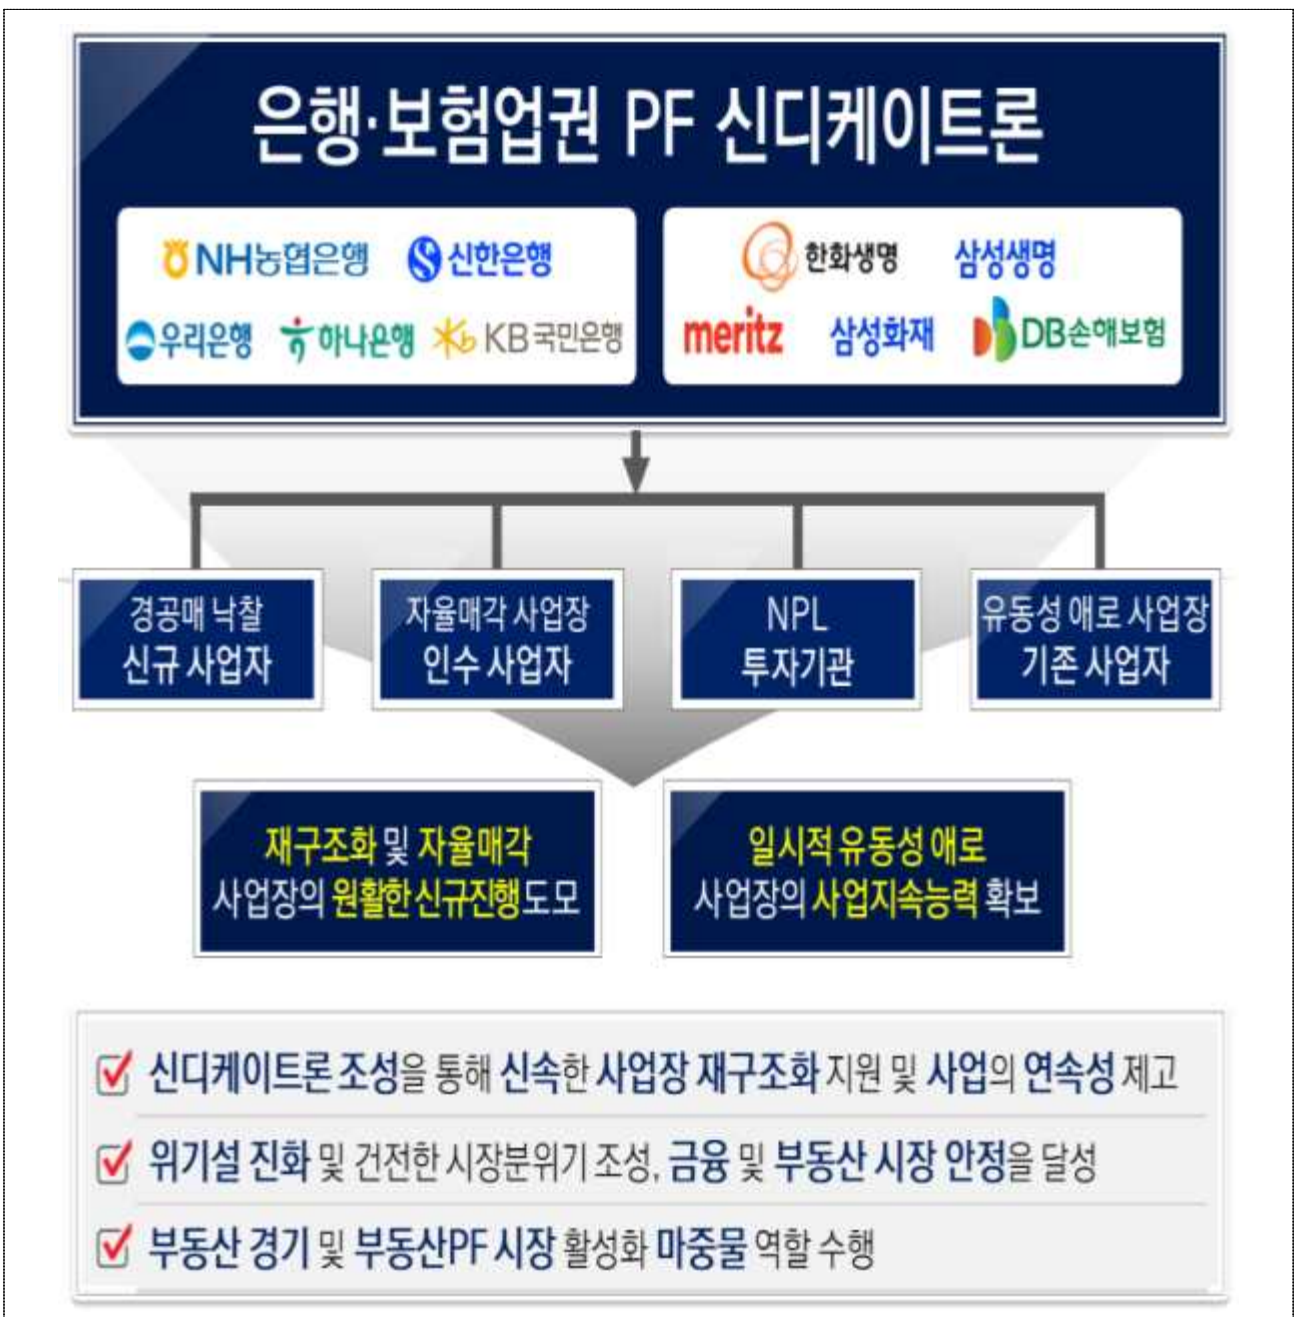 은행·보험업권 PF 신디케이트론
NH농협은행 신한은행
우리은행 하나은행 KB국민은행
한화생명 삼성생명
meritz 삼성화재 DB손해보험
경공매 낙찰
신규 사업자
자율매각 사업장
인수 사업자
NPL
투자기관
유동성 애로 사업장
기존 사업자
재구조화 및 자율매각
사업장의 원활한 신규진행 도모
일시적 유동성 애로
사업장의 사업지속능력 확보
신디케이트론 조성을 통해 신속한 사업장 재구조화 지원 및 사업의 연속성 제고
위기설 진화 및 건전한 시장분위기 조성, 금융 및 부동산 시장 안정을 달성
부동산 경기 및 부동산PF 시장 활성화 마중물 역할 수행